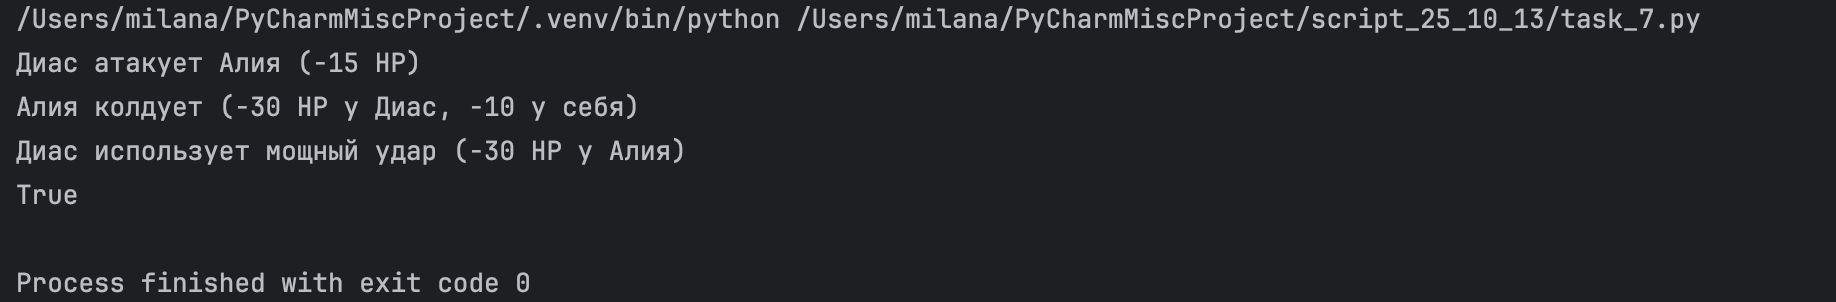 /Users/milana/PyCharmMiscProject/.venv/bin/python /Users/milana/PyCharmMiscProject/script_25_10_13/task_7.py
Диас атакует Алия (-15 HP)
Алия колдует (-30 HP у Диас, -10 у себя)
Диас использует мощный удар (-30 HP у Алия)
True
Process finished with exit code 0